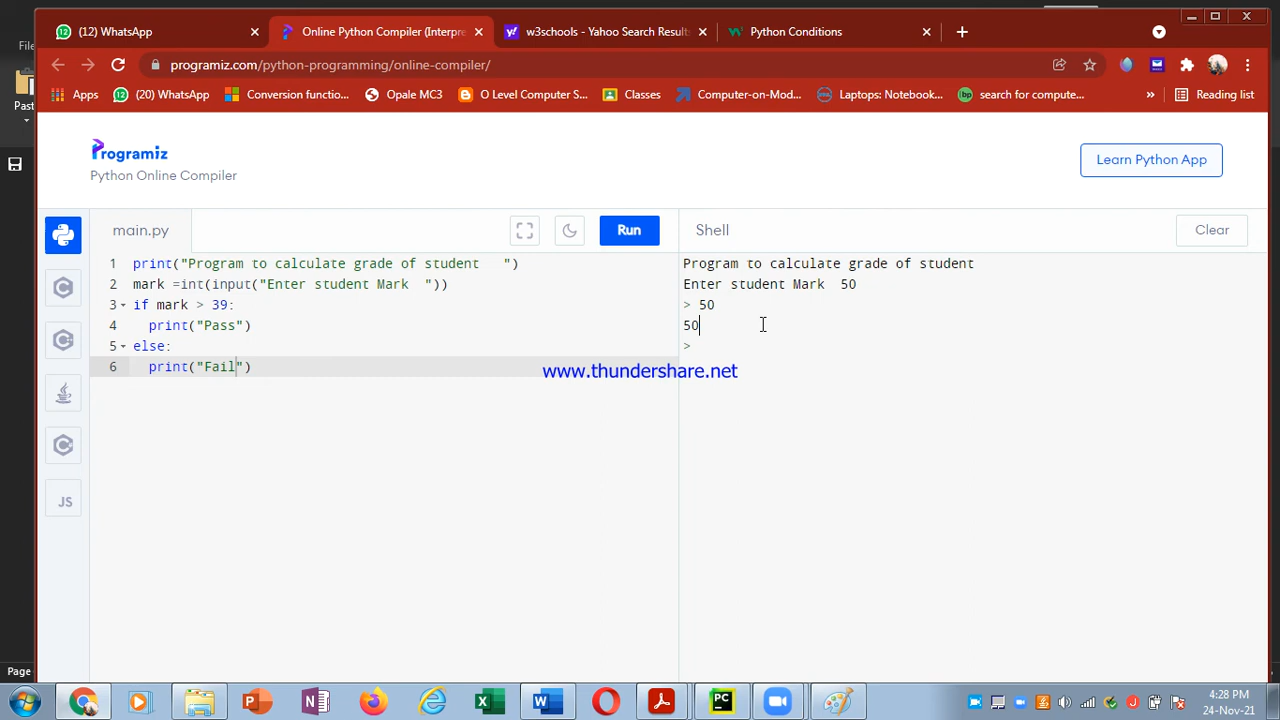 File
Paste
(12) WhatsApp
Online Python Compiler (Interpre
w3schools - Yahoo Search Results
Python Conditions
programiz.com/python-programming/online-compiler/
Apps
(20) WhatsApp
Conversion functio...
Opale MC3
O Level Computer S...
Classes
Computer-on-Mod...
Laptops: Notebook...
bp
search for compute...
»
Reading list
Programiz
Python Online Compiler
Learn Python App
main.py
Run
Shell
Clear
1 print("Program to calculate grade of student   ")
2 mark =int(input("Enter student Mark  "))
3 if mark > 39:
4   print("Pass")
5 else:
6   print("Fail")
JS
Program to calculate grade of student
Enter student Mark  50
> 50
50
>
www.thundershare.net
Page
PC
4:28 PM
24-Nov-21